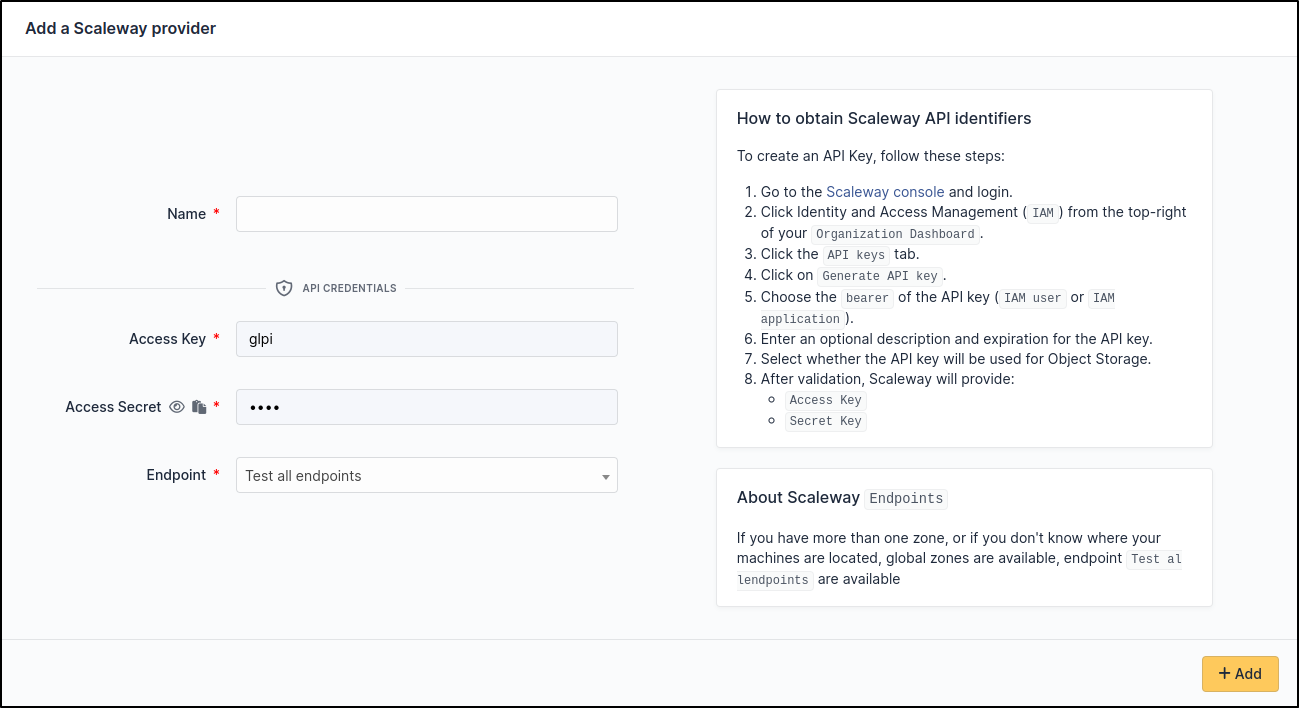 Add a Scaleway provider
Name *
API CREDENTIALS
Access Key *
glpi
Access Secret *
••••
Endpoint *
Test all endpoints
How to obtain Scaleway API identifiers
To create an API Key, follow these steps:
1. Go to the Scaleway console and login.
2. Click Identity and Access Management ( IAM ) from the top-right
of your Organization Dashboard .
3. Click the API keys tab.
4. Click on Generate API key .
5. Choose the bearer of the API key ( IAM user or IAM
application ).
6. Enter an optional description and expiration for the API key.
7. Select whether the API key will be used for Object Storage.
8. After validation, Scaleway will provide:
Access Key
Secret Key
About Scaleway Endpoints
If you have more than one zone, or if you don't know where your
machines are located, global zones are available, endpoint Test al
lendpoints are available
+ Add